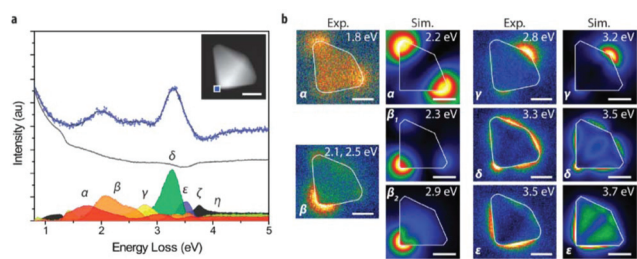 a
Intensity (au)
α
β
γ
δ
ε
ζ
η
1
2
3
4
5
Energy Loss (eV)
b
Exp.
Sim.
Exp.
Sim.
1.8 eV
α
2.2 eV
α
2.8 eV
γ
3.2 eV
γ
2.1, 2.5 eV
β
2.3 eV
β1
3.3 eV
δ
3.5 eV
δ
2.9 eV
β2
3.5 eV
ε
3.7 eV
ε